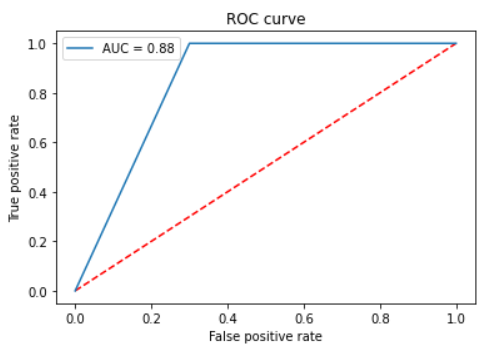 ROC curve
AUC = 0.88
True positive rate
1.0
0.8
0.6
0.4
0.2
0.0
0.0 0.2 0.4 0.6 0.8 1.0
False positive rate